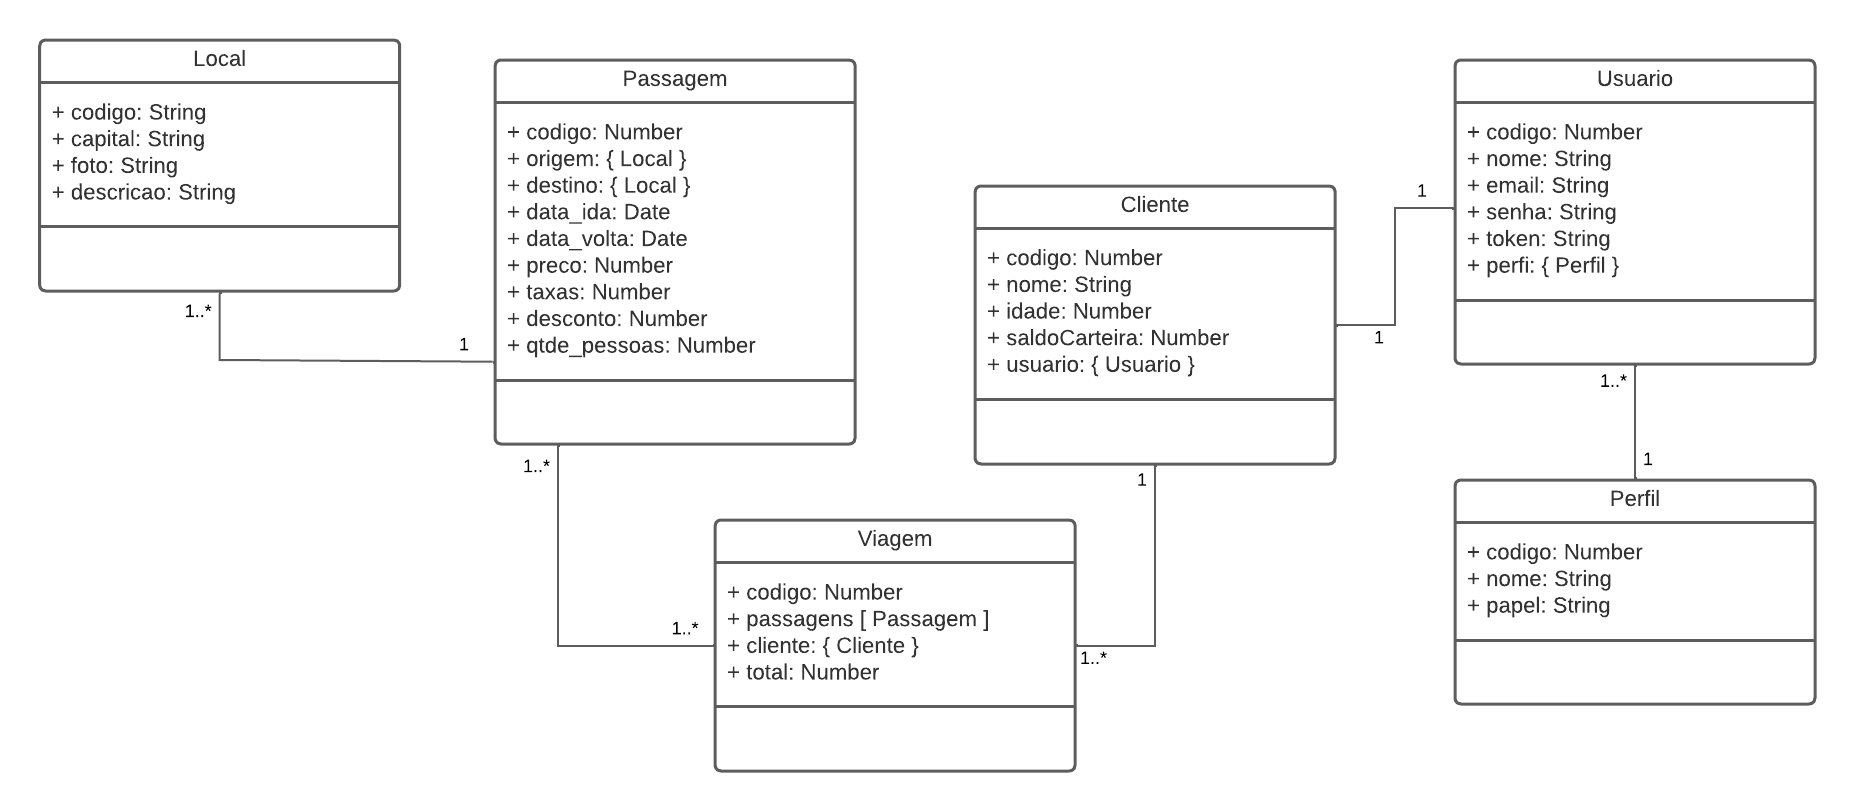 Local
+ codigo: String
+ capital: String
+ foto: String
+ descricao: String
1..*
1
Passagem
+ codigo: Number
+ origem: { Local }
+ destino: { Local }
+ data_ida: Date
+ data_volta: Date
+ preco: Number
+ taxas: Number
+ desconto: Number
+ qtde_pessoas: Number
1..*
1..*
Viagem
+ codigo: Number
+ passagens [ Passagem ]
+ cliente: { Cliente }
+ total: Number
1..*
1
Cliente
+ codigo: Number
+ nome: String
+ idade: Number
+ saldoCarteira: Number
+ usuario: { Usuario }
1
1
Usuario
+ codigo: Number
+ nome: String
+ email: String
+ senha: String
+ token: String
+ perfi: { Perfil }
1..*
1
Perfil
+ codigo: Number
+ nome: String
+ papel: String